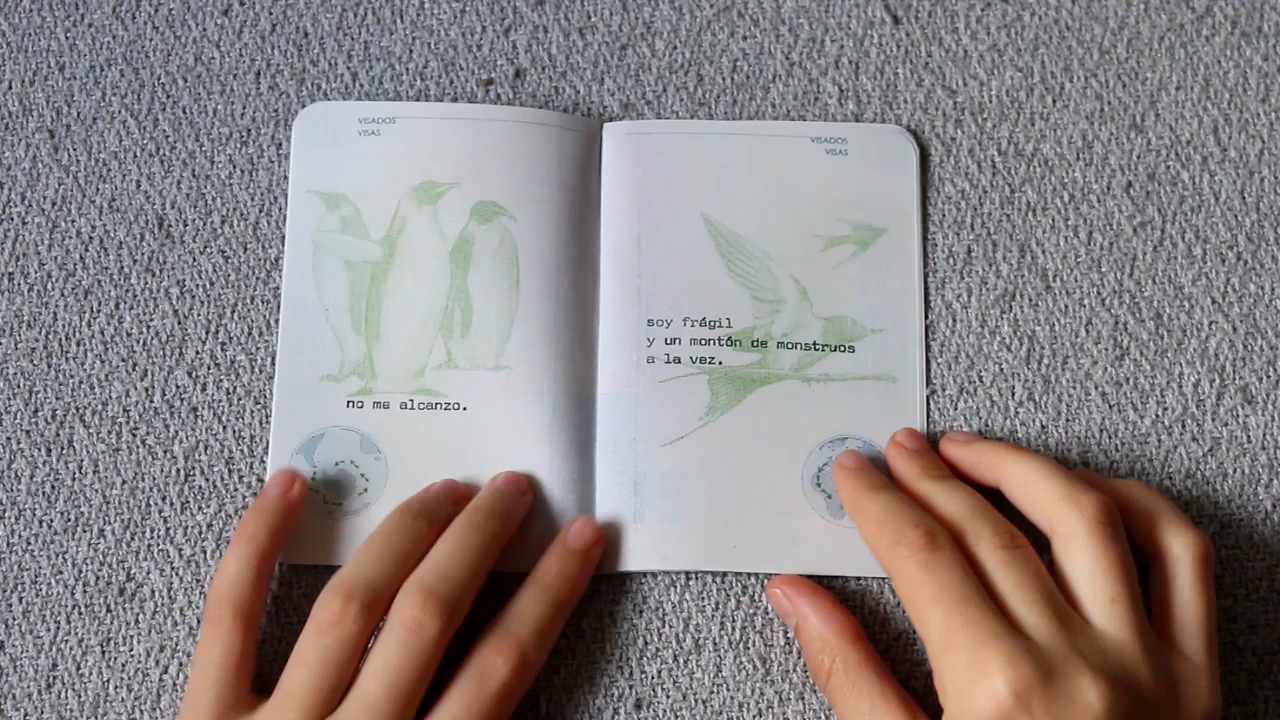 VISADOS
VISAS
no me alcanzo.
VISADOS
VISAS
soy frágil
y un montón de monstruos
a la vez.